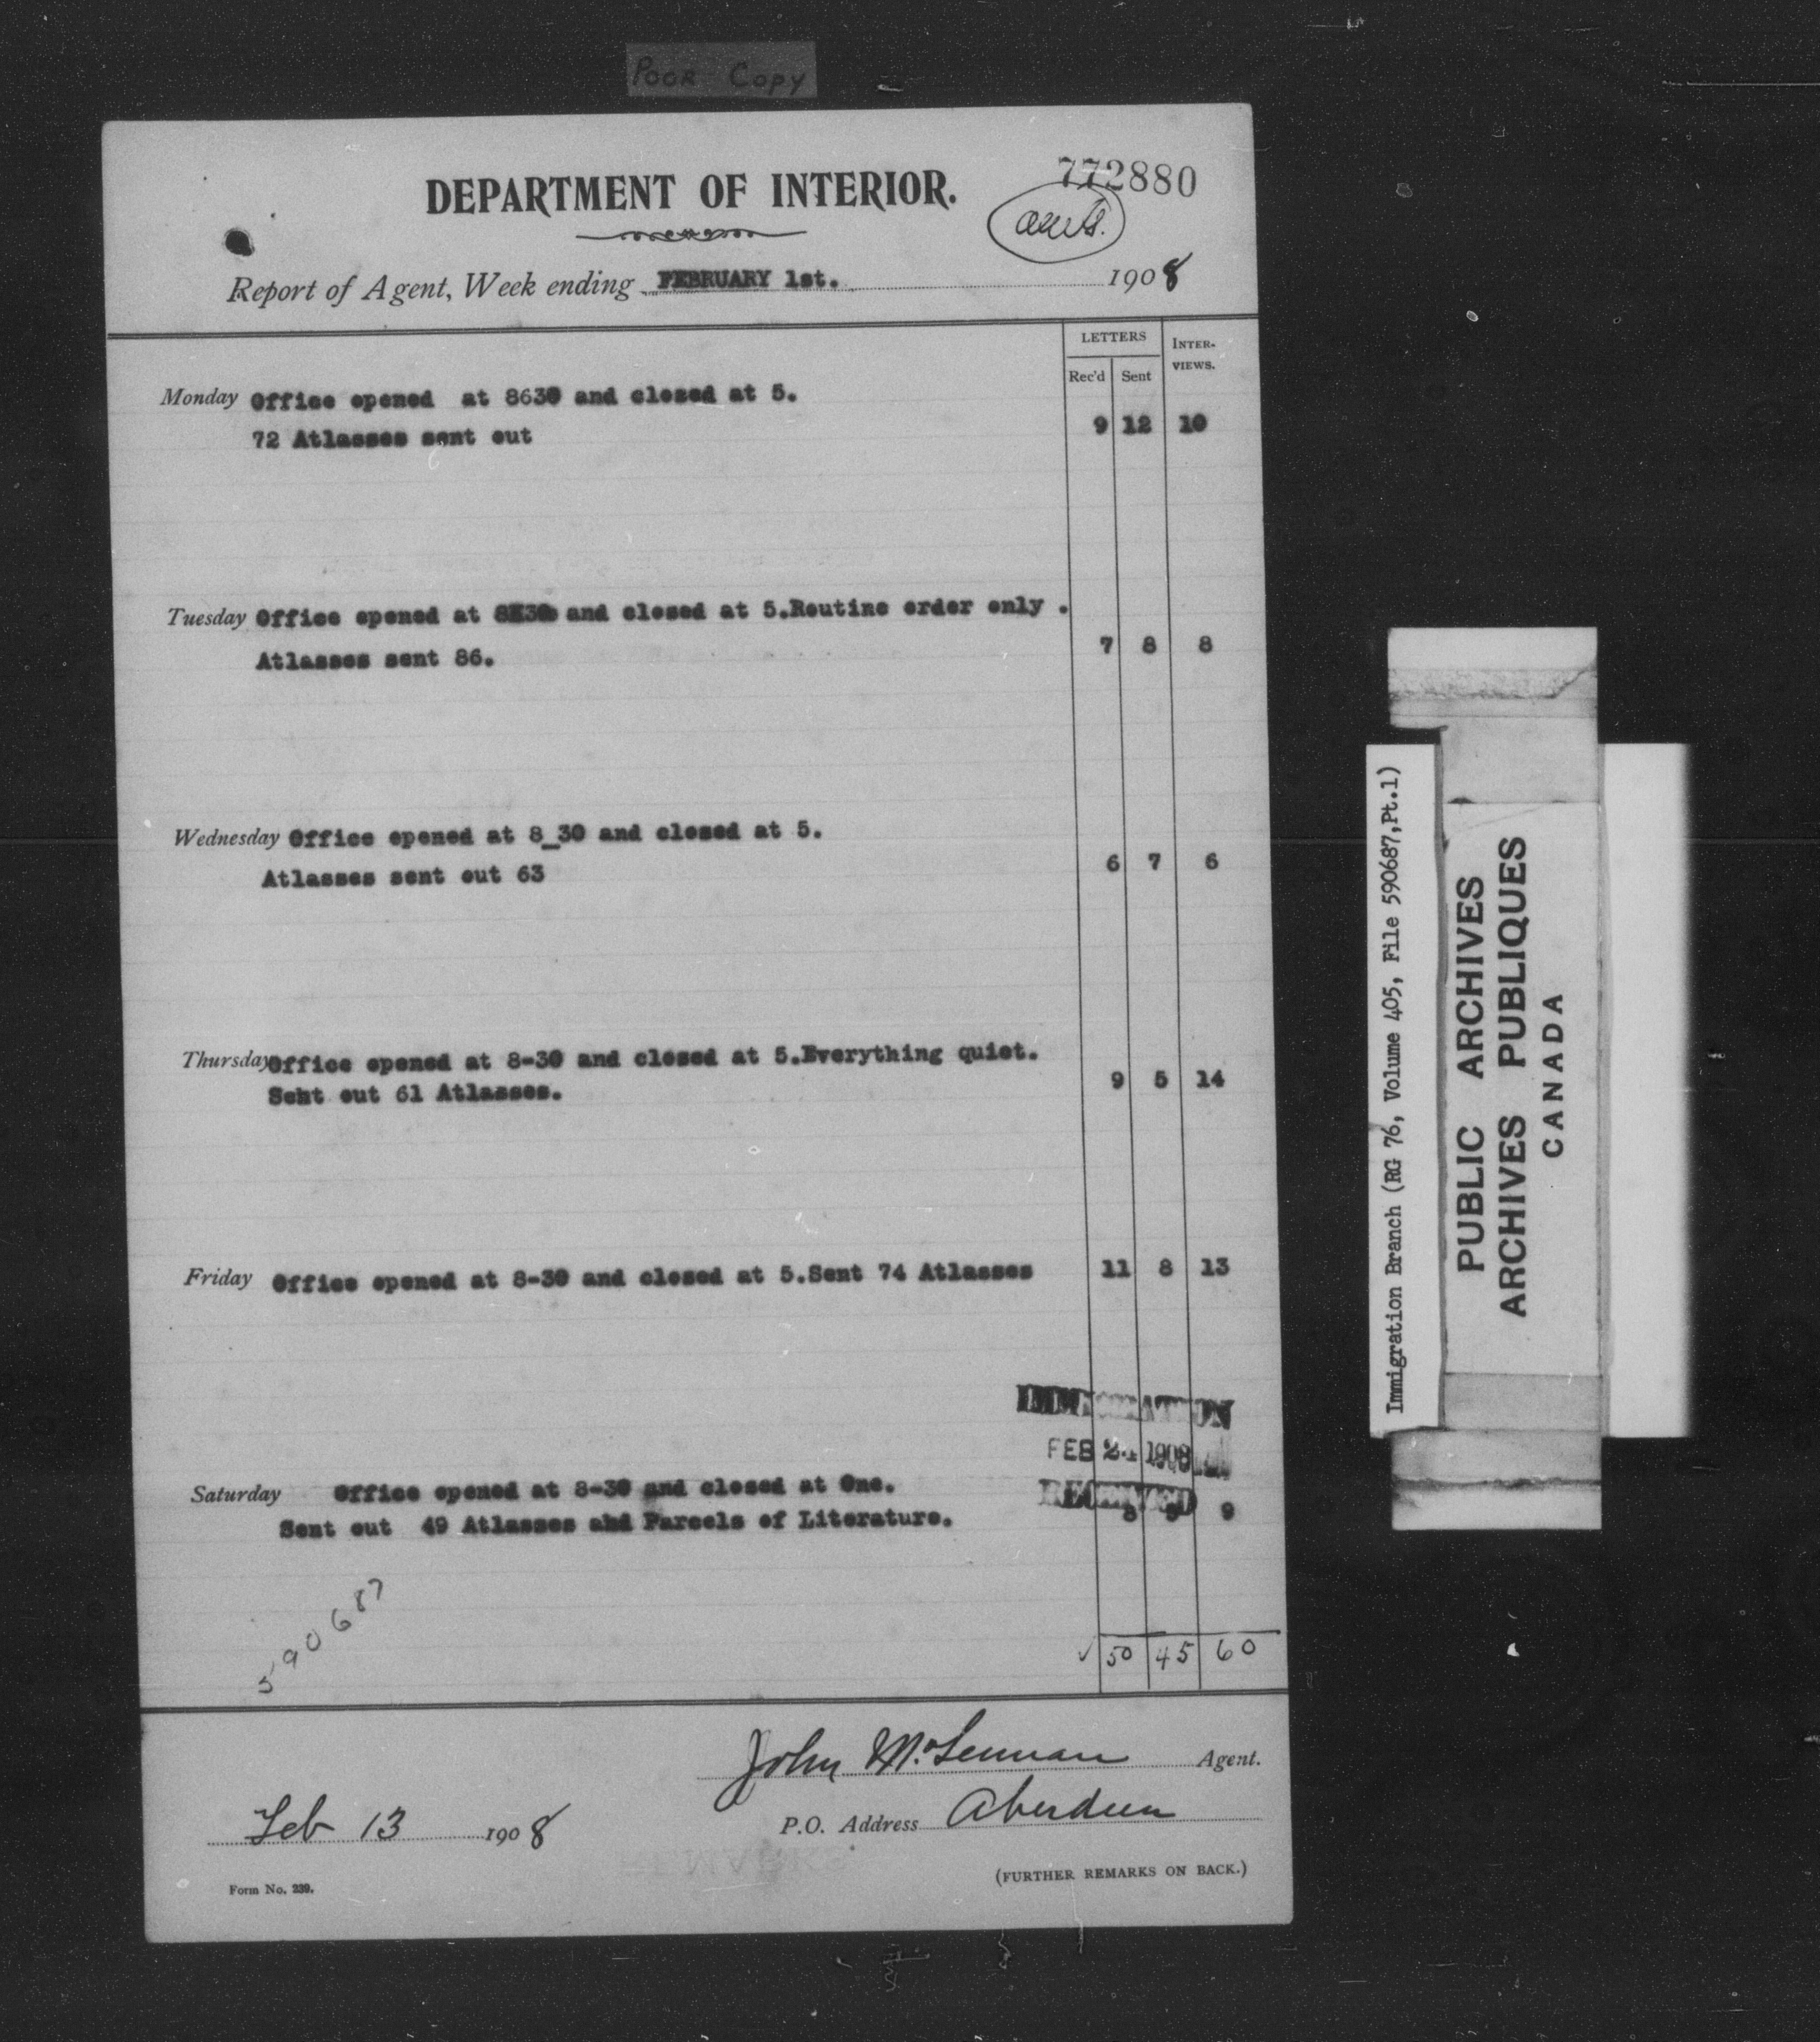 POOR COPY
772880
DEPARTMENT OF INTERIOR.
Report of Agent, Week ending FEBRUARY 1st. 1908
LETTERS
INTER-
VIEWS.
Rec'd Sent
Monday Office opened at 8630 and closed at 5.
72 Atlasses sent out 9 12 10
Tuesday Office opened at and closed at 5.Routine order only .
Atlasses sent 86. 7 8 8
Wednesday Office opened at 8_30 and closed at 5.
Atlasses sent out 63 6 7 6
Thursday Office opened at 8-30 and closed at 5.Everything quiet.
Seht out 61 Atlasses. 9 5 14
Friday Office opened at 8-30 and closed at 5.Sent 74 Atlasses 11 8 13
IMMIGRATION
FEB 24 1908
RECEIVED
Saturday Office opened at 8-30 and closed at One.
Sent out 49 Atlasses ahd Parcels of Literature. 8 5 9
590687
50 45 60
John McLennan Agent.
Feb 13 1908
P.O. Address Aberdeen
Form No. 239.
(FURTHER REMARKS ON BACK.)
Immigration Branch (RG 76, Volume 405, File 590687,Pt.1)
PUBLIC ARCHIVES
ARCHIVES PUBLIQUES
CANADA